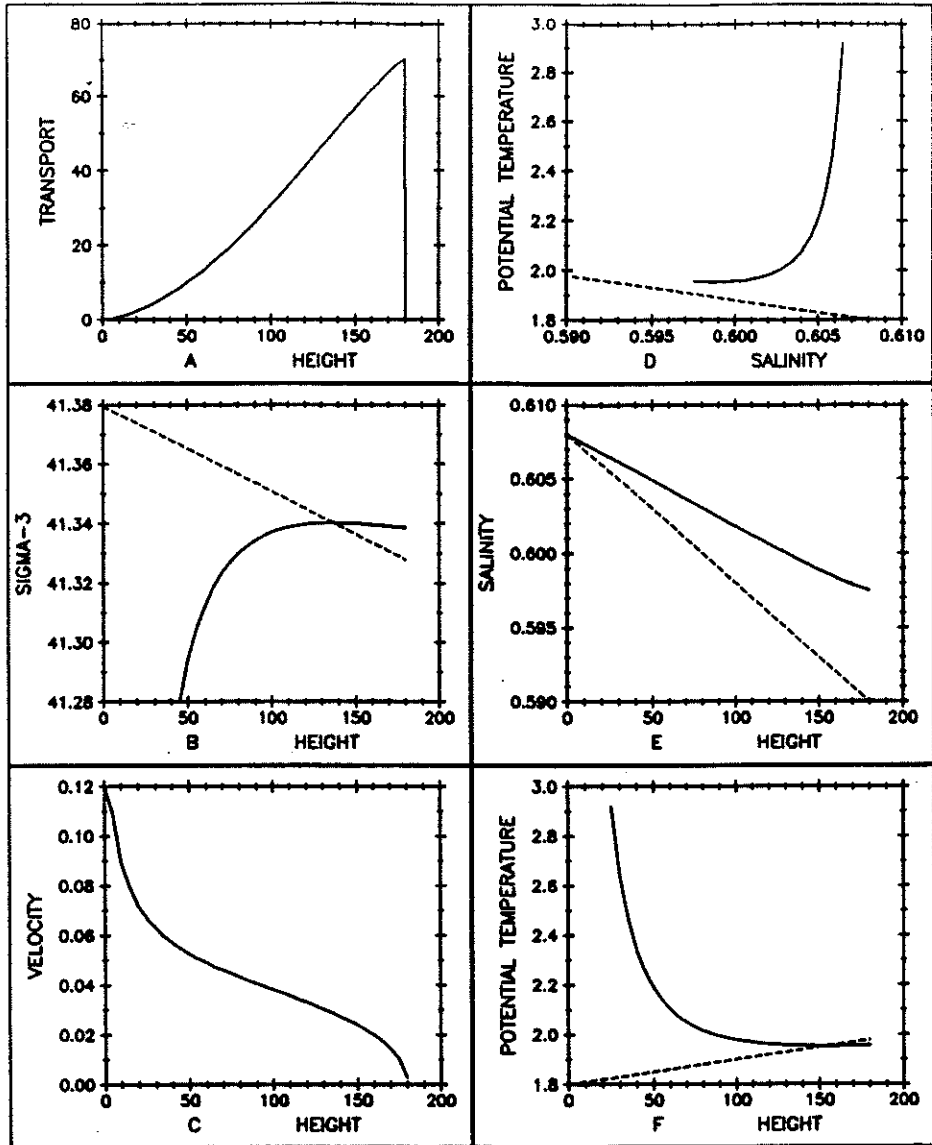 80
60
40
20
0
TRANSPORT
0 50 100 150 200
A HEIGHT
3.0
2.8
2.6
2.4
2.2
2.0
1.8
POTENTIAL TEMPERATURE
0.590 0.595 0.600 0.605 0.610
D SALINITY
41.38
41.36
41.34
41.32
41.30
41.28
SIGMA-3
0 50 100 150 200
B HEIGHT
0.610
0.605
0.600
0.595
0.590
SALINITY
0 50 100 150 200
E HEIGHT
0.12
0.10
0.08
0.06
0.04
0.02
0.00
VELOCITY
0 50 100 150 200
C HEIGHT
3.0
2.8
2.6
2.4
2.2
2.0
1.8
POTENTIAL TEMPERATURE
0 50 100 150 200
F HEIGHT